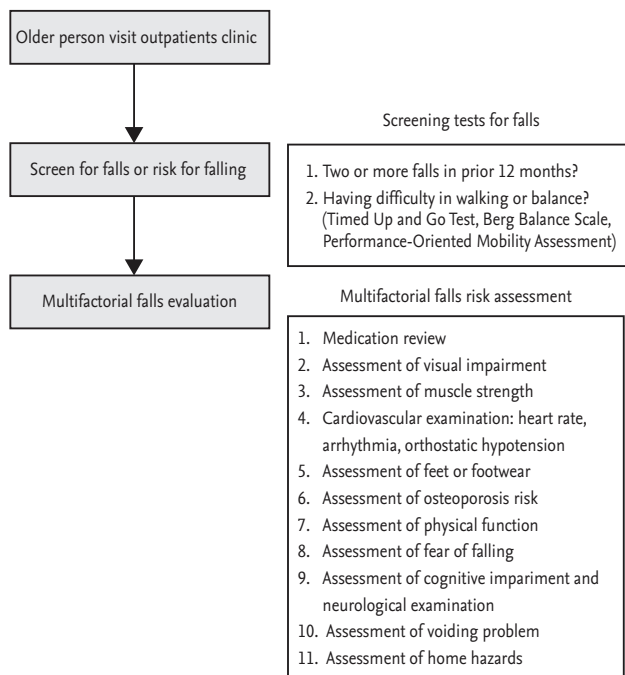 Older person visit outpatients clinic
Screen for falls or risk for falling
Multifactorial falls evaluation
Screening tests for falls
1. Two or more falls in prior 12 months?
2. Having difficulty in walking or balance?
(Timed Up and Go Test, Berg Balance Scale,
Performance-Oriented Mobility Assessment)
Multifactorial falls risk assessment
1. Medication review
2. Assessment of visual impairment
3. Assessment of muscle strength
4. Cardiovascular examination: heart rate,
arrhythmia, orthostatic hypotension
5. Assessment of feet or footwear
6. Assessment of osteoporosis risk
7. Assessment of physical function
8. Assessment of fear of falling
9. Assessment of cognitive impariment and
neurological examination
10. Assessment of voiding problem
11. Assessment of home hazards